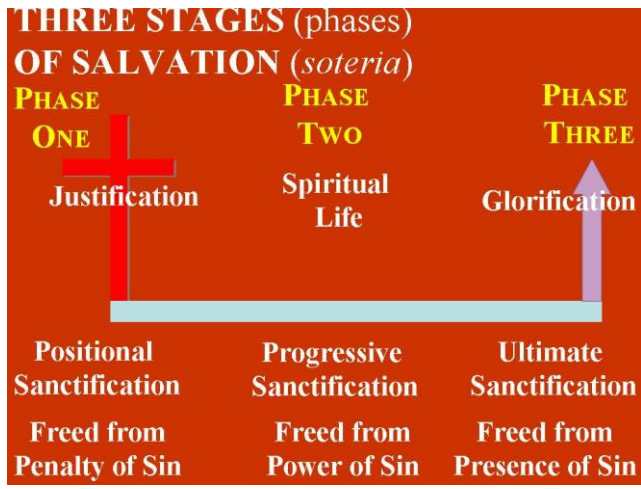 THREE STAGES (phases)
OF SALVATION (soteria)
PHASE
ONE
PHASE
TWO
PHASE
THREE
Justification
Spiritual
Life
Glorification
Positional
Sanctification
Progressive
Sanctification
Ultimate
Sanctification
Freed from
Penalty of Sin
Freed from
Power of Sin
Freed from
Presence of Sin